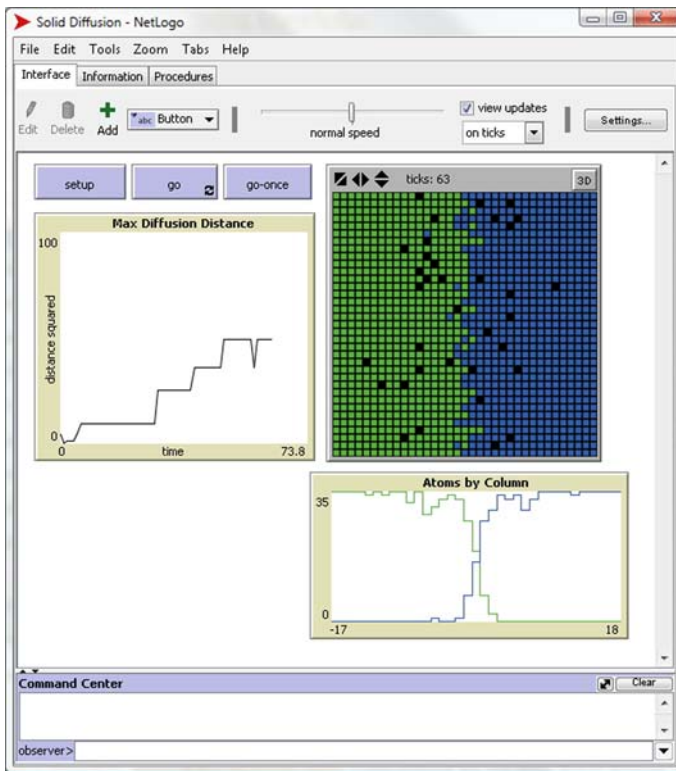 Solid Diffusion - NetLogo
File Edit Tools Zoom Tabs Help
Interface Information Procedures
Edit Delete Add abc Button normal speed view updates on ticks Settings...
setup go go-once
ticks: 63 3D
Max Diffusion Distance
100
distance squared
0
0 time 73.8
Atoms by Column
35
0
-17 18
Command Center Clear
observer>